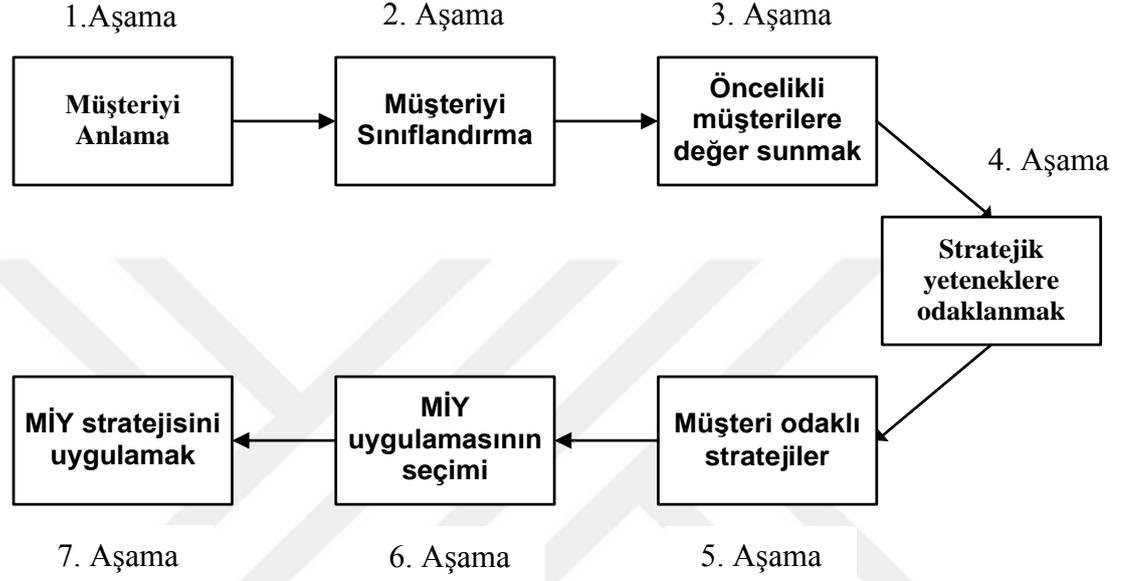 1.Aşama
2. Aşama
3. Aşama
Müşteriyi
Anlama
Müşteriyi
Sınıflandırma
Öncelikli
müşterilere
değer sunmak
4. Aşama
Stratejik
yeteneklere
odaklanmak
Müşteri odaklı
stratejiler
MİY
uygulamasının
seçimi
MİY stratejisini
uygulamak
7. Aşama
6. Aşama
5. Aşama